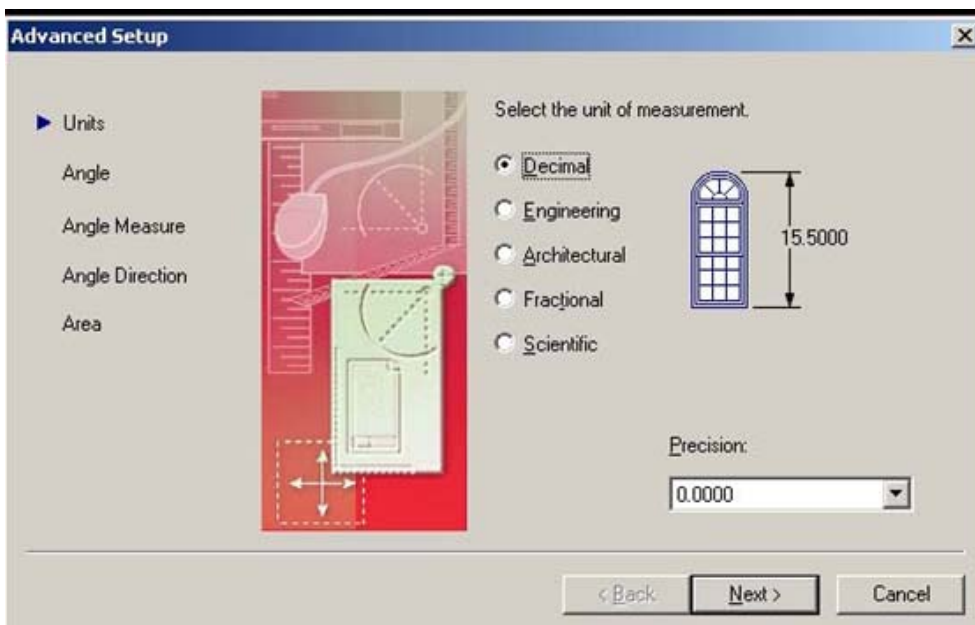 Advanced Setup
Units
Angle
Angle Measure
Angle Direction
Area
Select the unit of measurement.
Decimal
Engineering
Architectural
Fractional
Scientific
15.5000
Precision:
0.0000
< Back
Next >
Cancel